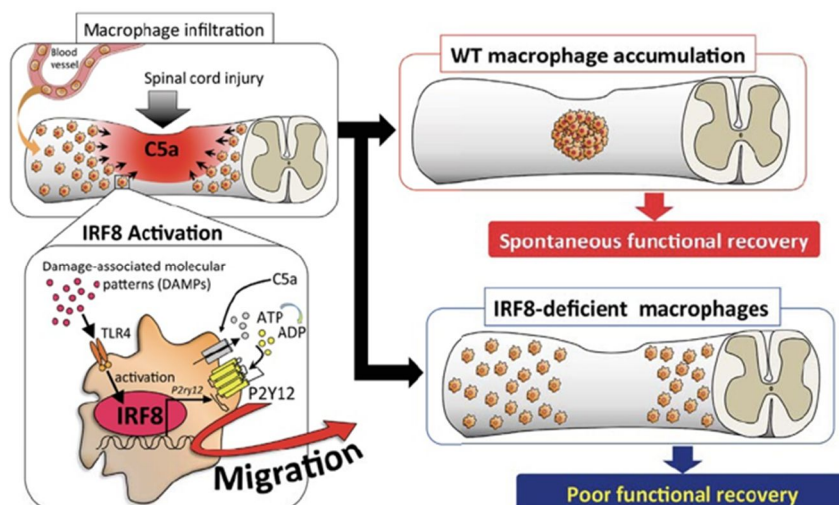 Macrophage infiltration
Blood
vessel
Spinal cord injury
C5a
IRF8 Activation
Damage-associated molecular
patterns (DAMPs)
C5a
ATP
ADP
TLR4
activation
P2ry12
P2Y12
IRF8
Migration
WT macrophage accumulation
Spontaneous functional recovery
IRF8-deficient macrophages
Poor functional recovery